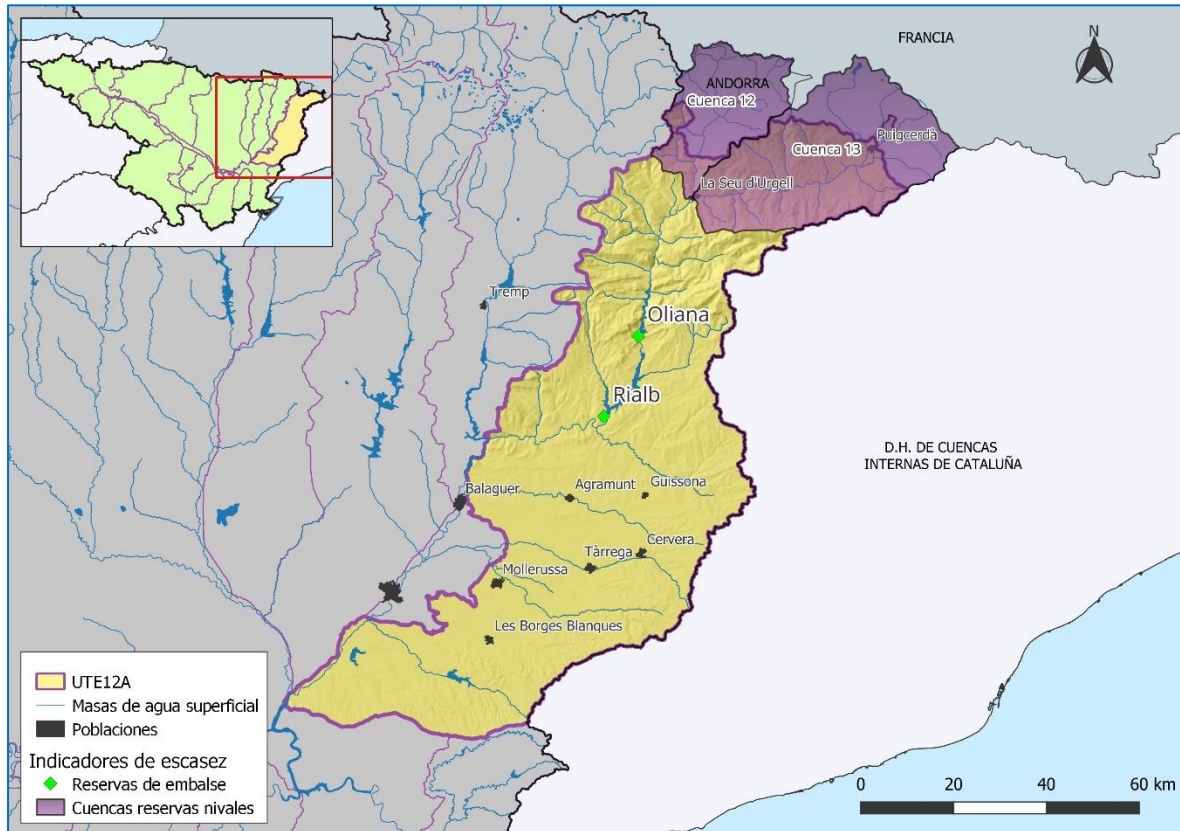 FRANCIA
N
ANDORRA
Cuenca 12
Puigcerdà
Cuenca 13
La Seu d'Urgell
Tremp
Oliana
Rialb
D.H. DE CUENCAS
INTERNAS DE CATALUÑA
Balaguer
Agramunt
Guissona
Cervera
Tàrrega
Mollerussa
Les Borges Blanques
UTE12A
Masas de agua superficial
Poblaciones
Indicadores de escasez
Reservas de embalse
Cuencas reservas nivales
0 20 40 60 km